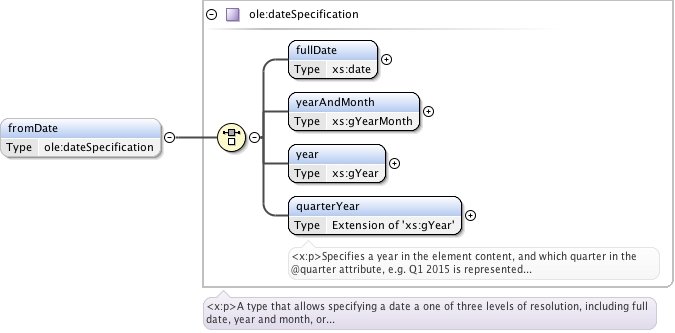 ole:dateSpecification
fullDate
Type xs:date
yearAndMonth
Type xs:gYearMonth
fromDate
Type ole:dateSpecification
year
Type xs:gYear
quarterYear
Type Extension of 'xs:gYear'
<x:p>Specifies a year in the element content, and which quarter in the
@quarter attribute, e.g. Q1 2015 is represented...
<x:p>A type that allows specifying a date a one of three levels of resolution, including full
date, year and month, or...